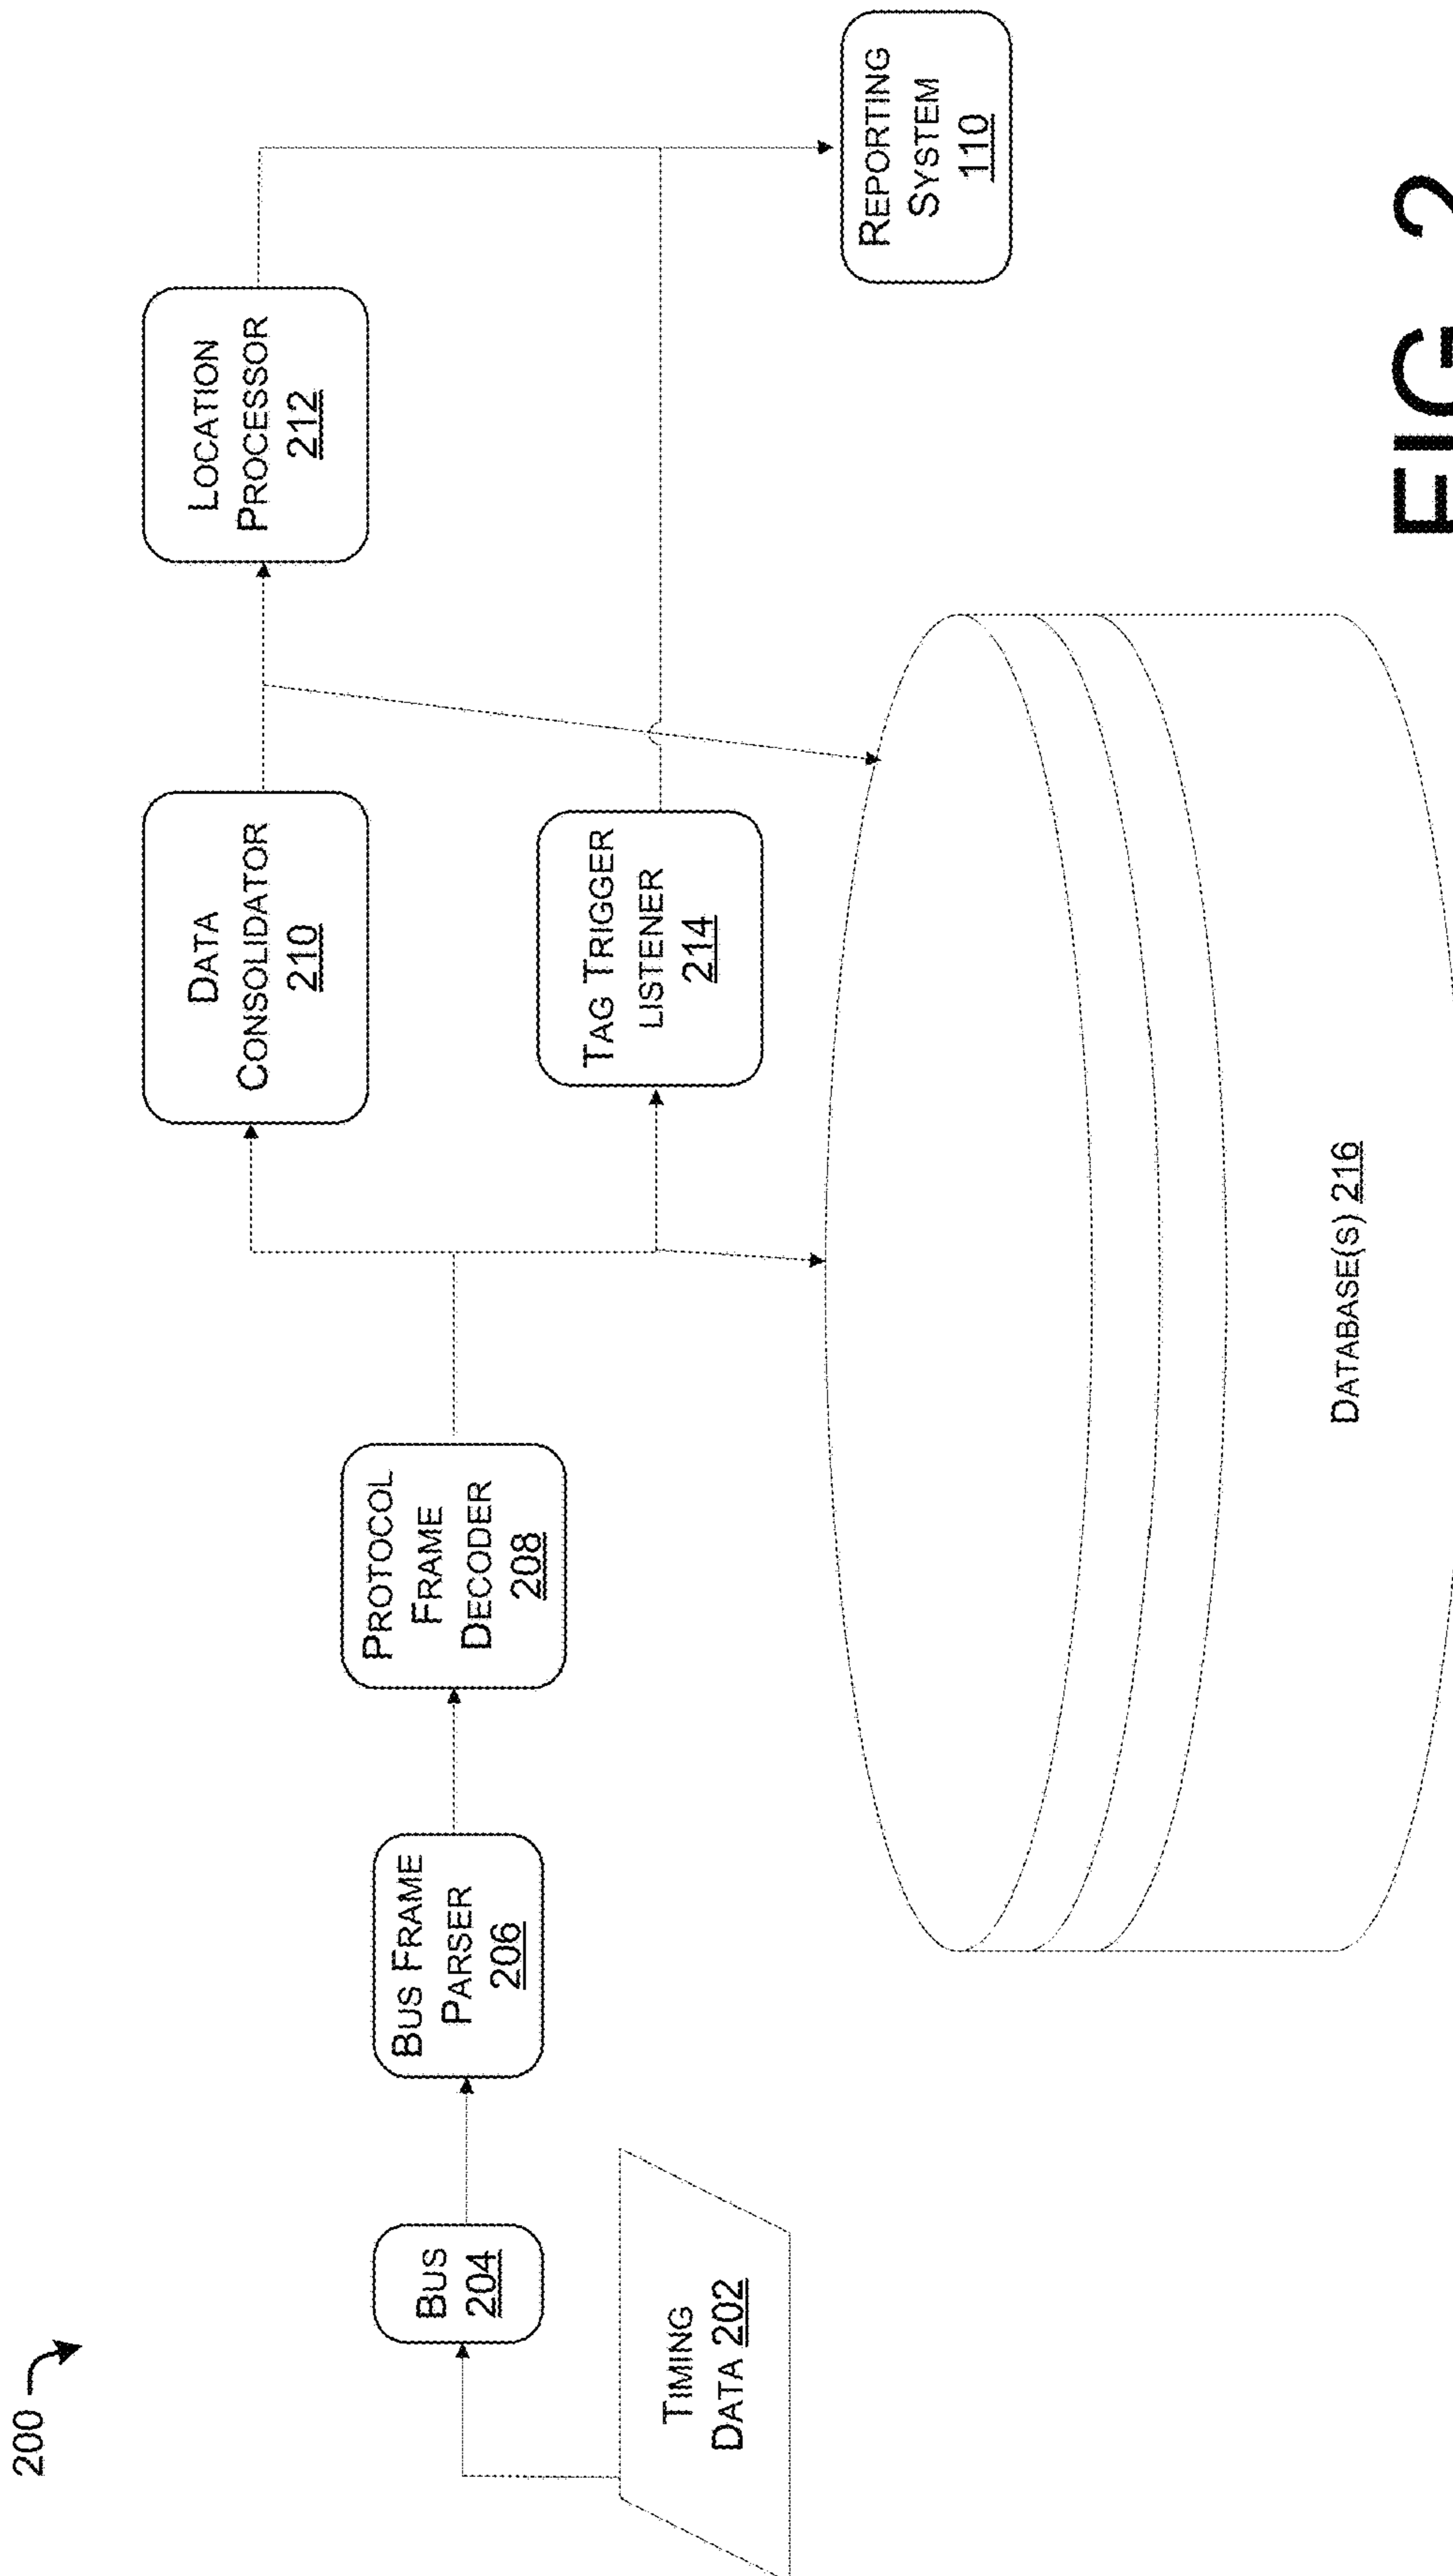 200
TIMING
DATA 202
BUS
204
BUS FRAME
PARSER
206
PROTOCOL
FRAME
DECODER
208
DATA
CONSOLIDATOR
210
TAG TRIGGER
LISTENER
214
LOCATION
PROCESSOR
212
REPORTING
SYSTEM
110
DATABASE(S) 216
FIG. 2